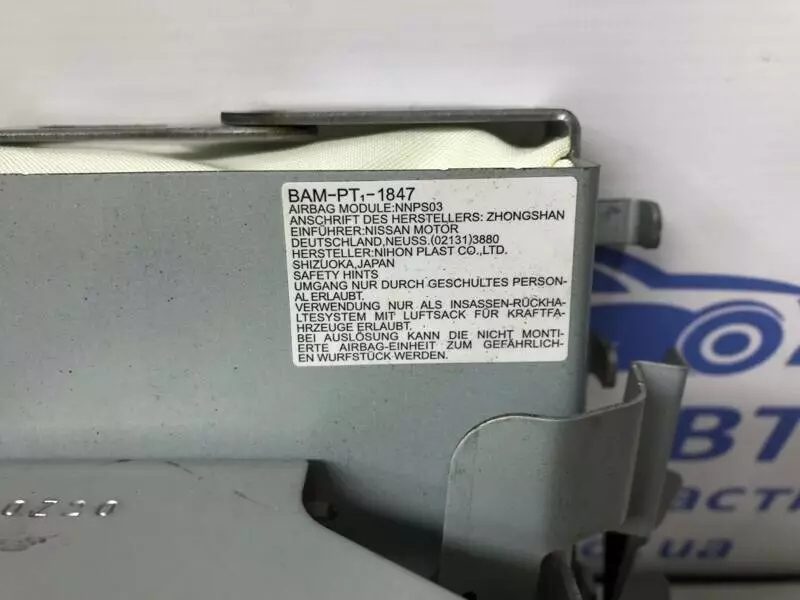 BAM-PT₁-1847
AIRBAG MODULE:NNPS03
ANSCHRIFT DES HERSTELLERS: ZHONGSHAN
EINFÜHRER:NISSAN MOTOR
DEUTSCHLAND,NEUSS.(02131)3880
HERSTELLER:NIHON PLAST CO.,LTD.
SHIZUOKA,JAPAN
SAFETY HINTS
UMGANG NUR DURCH GESCHULTES PERSON-
AL ERLAUBT.
VERWENDUNG NUR ALS INSASSEN-RÜCKHA-
LTESYSTEM MIT LUFTSACK FÜR KRAFTFA-
HRZEUGE ERLAUBT.
BEI AUSLÖSUNG KANN DIE NICHT MONTI-
ERTE AIRBAG-EINHEIT ZUM GEFÄHRLICH-
EN WURFSTÜCK WERDEN.
ua